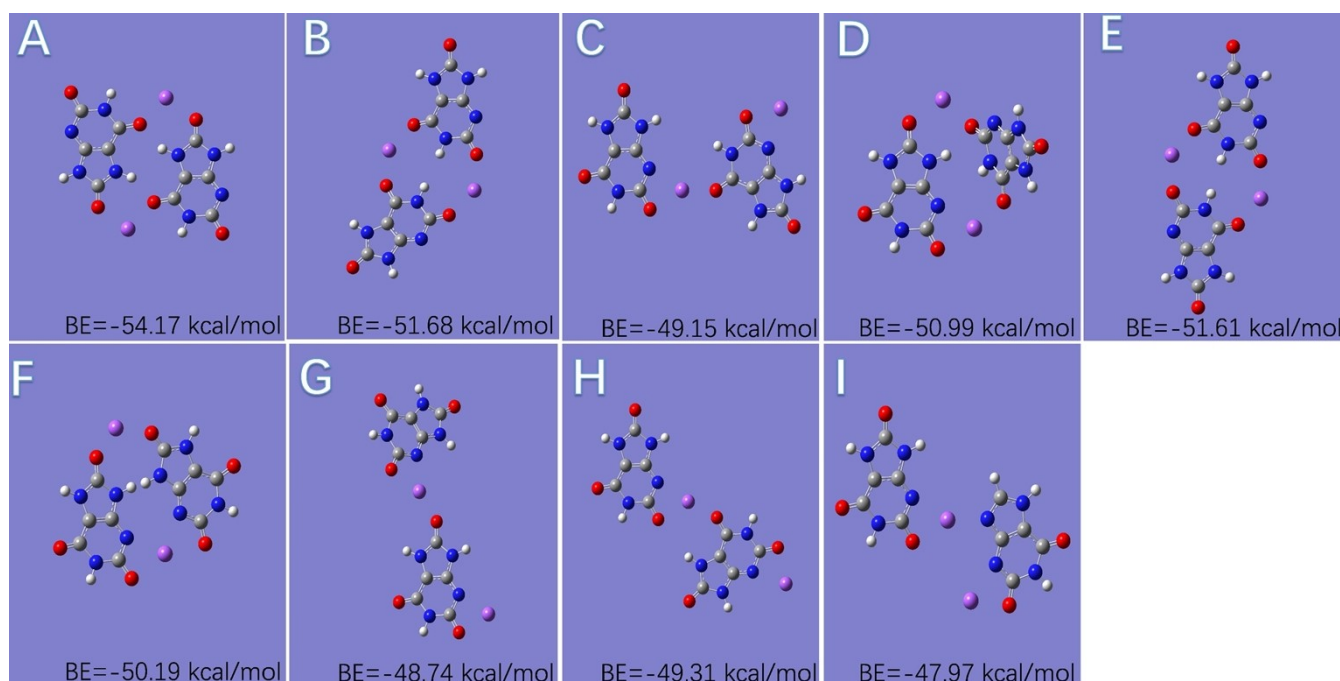 A
B
C
D
E
BE=-54.17 kcal/mol
BE=-51.68 kcal/mol
BE=-49.15 kcal/mol
BE=-50.99 kcal/mol
BE=-51.61 kcal/mol
F
G
H
I
BE=-50.19 kcal/mol
BE=-48.74 kcal/mol
BE=-49.31 kcal/mol
BE=-47.97 kcal/mol